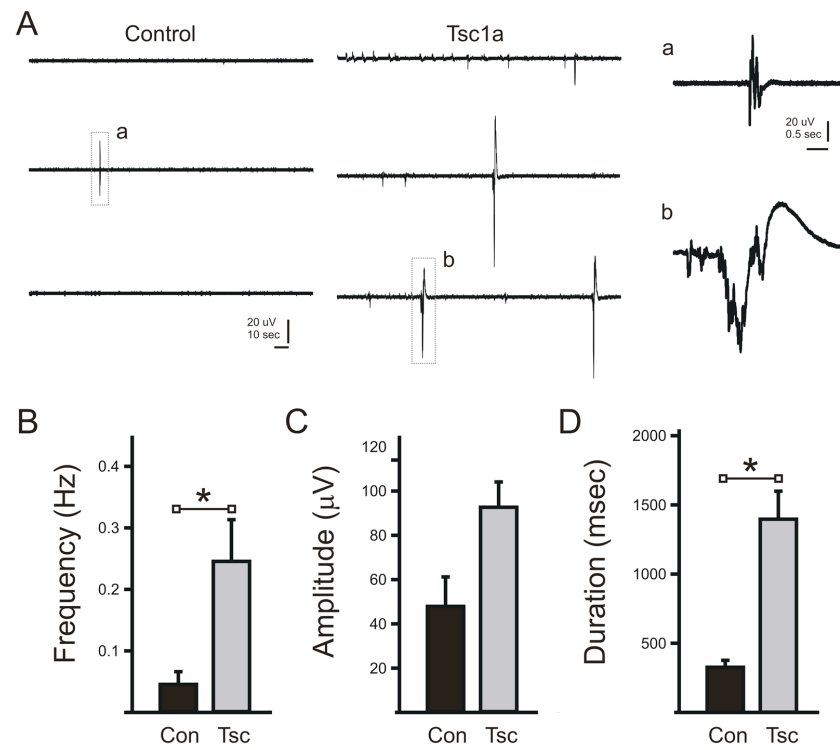 A
Control
Tsc1a
a
a
20 uV
0.5 sec
b
b
20 uV
10 sec
B
Frequency (Hz)
0.4
0.3
0.2
0.1
*
Con Tsc
C
Amplitude (μV)
120
100
80
60
40
20
Con Tsc
D
Duration (msec)
2000
1500
1000
500
*
Con Tsc